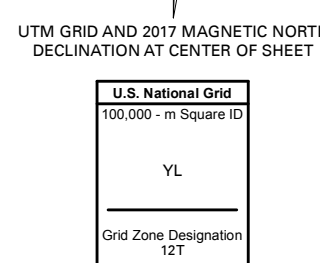 UTM GRID AND 2017 MAGNETIC NORTH
DECLINATION AT CENTER OF SHEET
U.S. National Grid
100,000 - m Square ID
YL
Grid Zone Designation
12T